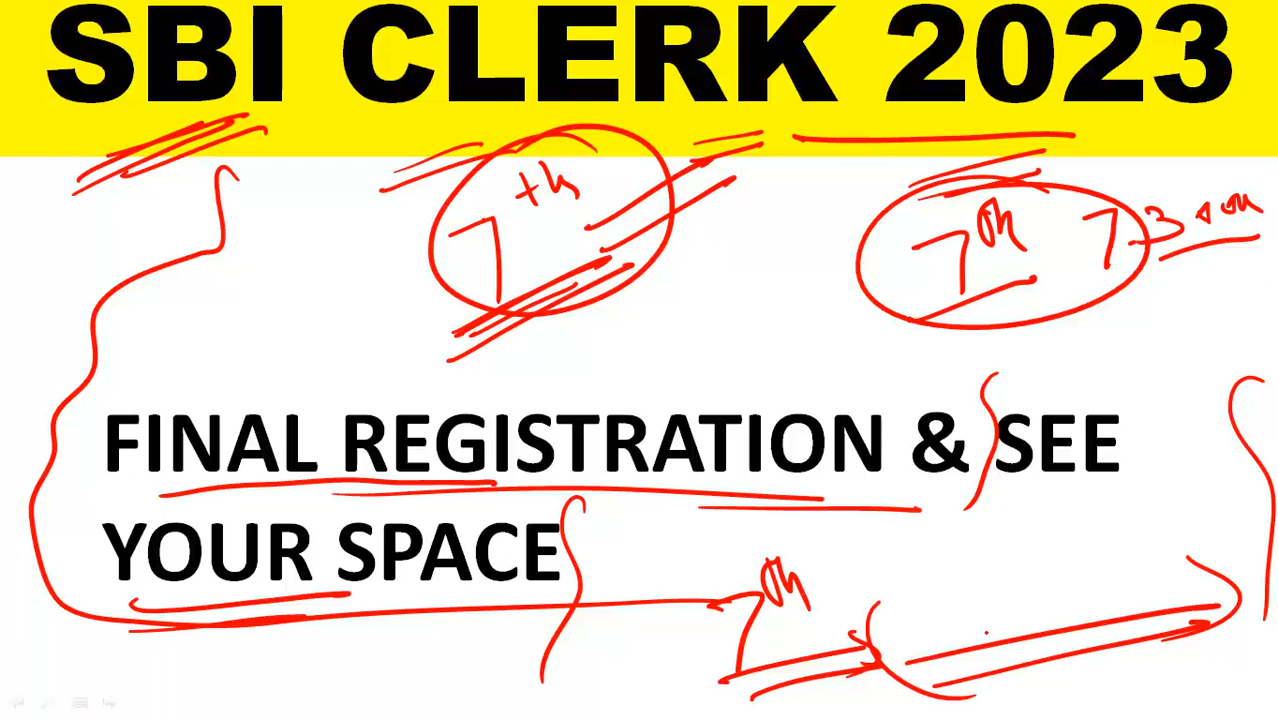 SBI CLERK 2023
7th
7th 7
FINAL REGISTRATION & SEE
YOUR SPACE
7th